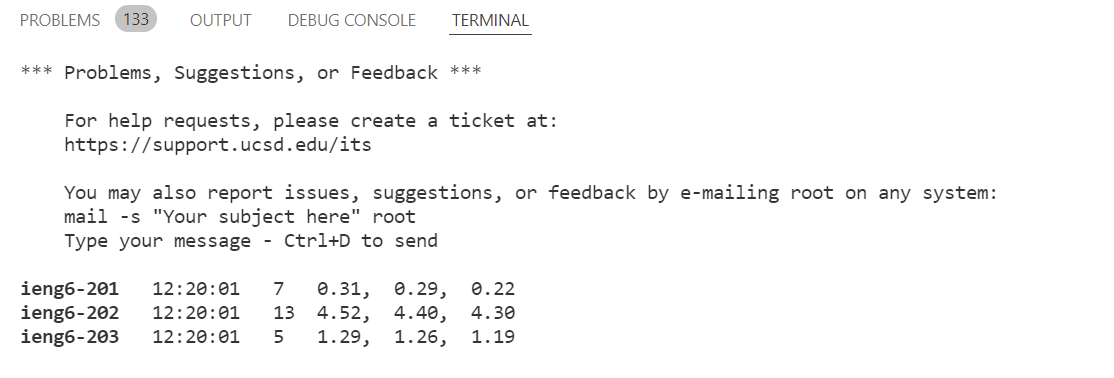 PROBLEMS 133 OUTPUT DEBUG CONSOLE TERMINAL
*** Problems, Suggestions, or Feedback ***
For help requests, please create a ticket at:
https://support.ucsd.edu/its
You may also report issues, suggestions, or feedback by e-mailing root on any system:
mail -s "Your subject here" root
Type your message - Ctrl+D to send
ieng6-201 12:20:01 7 0.31, 0.29, 0.22
ieng6-202 12:20:01 13 4.52, 4.40, 4.30
ieng6-203 12:20:01 5 1.29, 1.26, 1.19